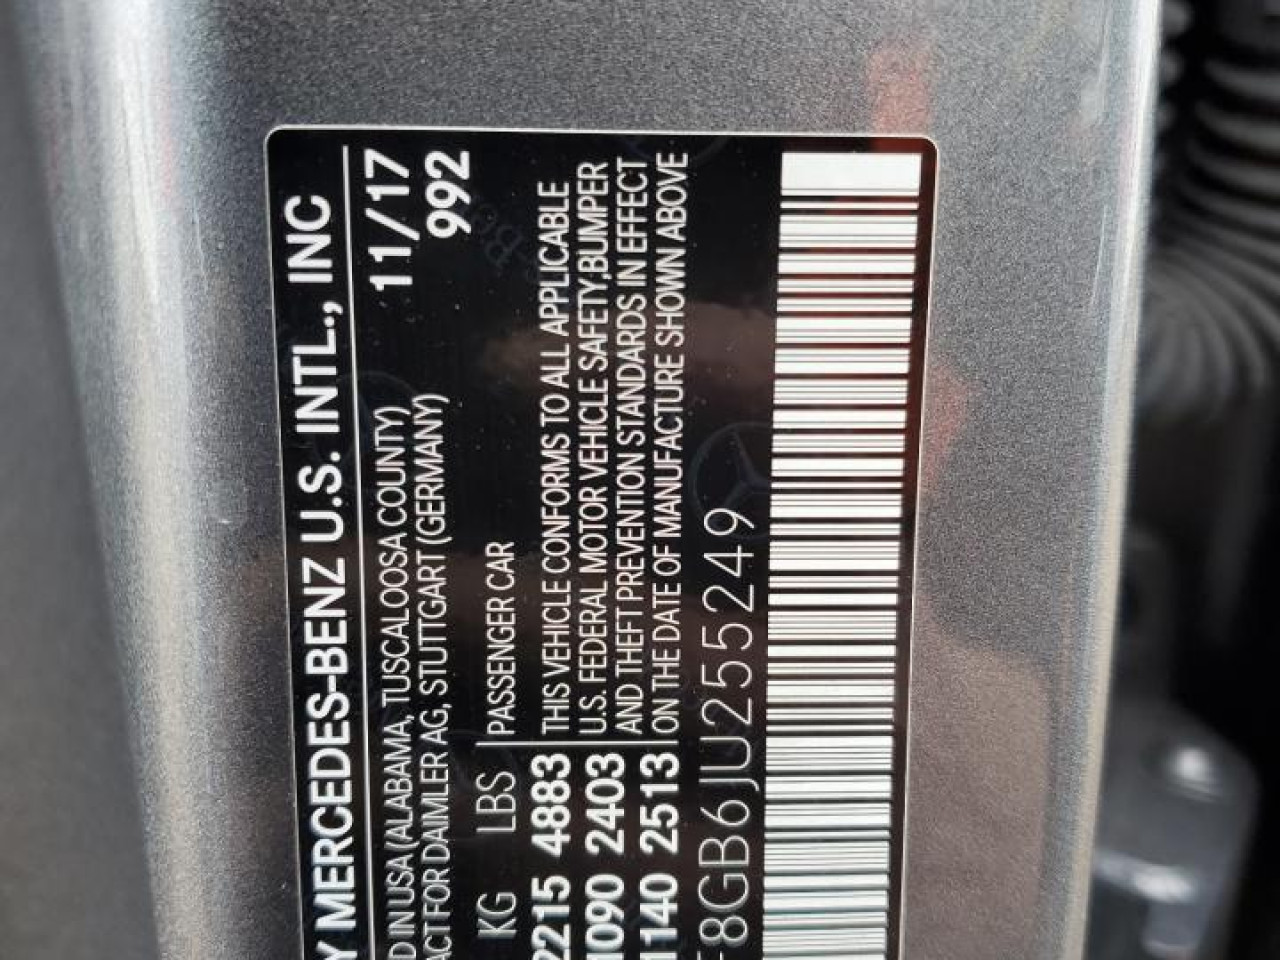 Y MERCEDES-BENZ U.S. INTL., INC
D IN USA (ALABAMA, TUSCALOOSA COUNTY) 11/17
ACT FOR DAIMLER AG, STUTTGART (GERMANY) 992
KG LBS PASSENGER CAR
2215 4883 THIS VEHICLE CONFORMS TO ALL APPLICABLE
1090 2403 U.S. FEDERAL MOTOR VEHICLE SAFETY,BUMPER
1140 2513 AND THEFT PREVENTION STANDARDS IN EFFECT
ON THE DATE OF MANUFACTURE SHOWN ABOVE
F8GB6JU255249